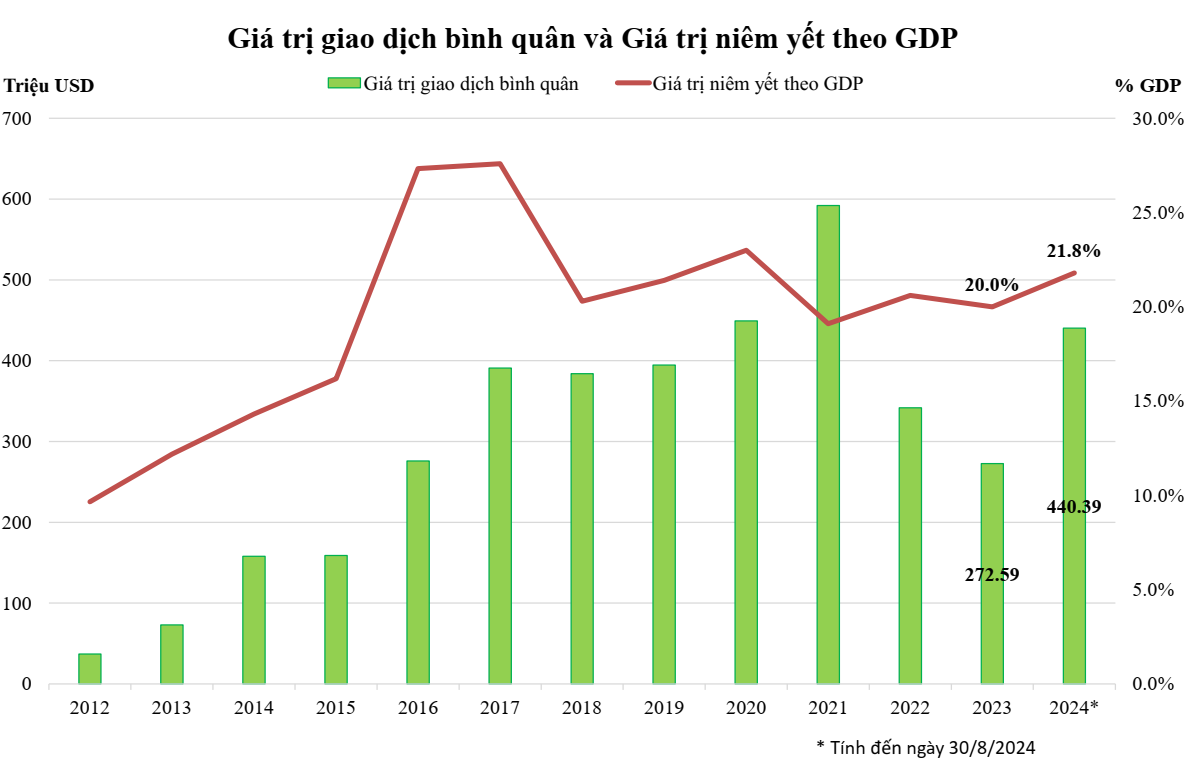 Giá trị giao dịch bình quân và Giá trị niêm yết theo GDP
Triệu USD
Giá trị giao dịch bình quân
Giá trị niêm yết theo GDP
% GDP
700
600
500
400
300
200
100
0
30.0%
25.0%
20.0%
15.0%
10.0%
5.0%
0.0%
20.0%
21.8%
272.59
440.39
2012 2013 2014 2015 2016 2017 2018 2019 2020 2021 2022 2023 2024*
* Tính đến ngày 30/8/2024